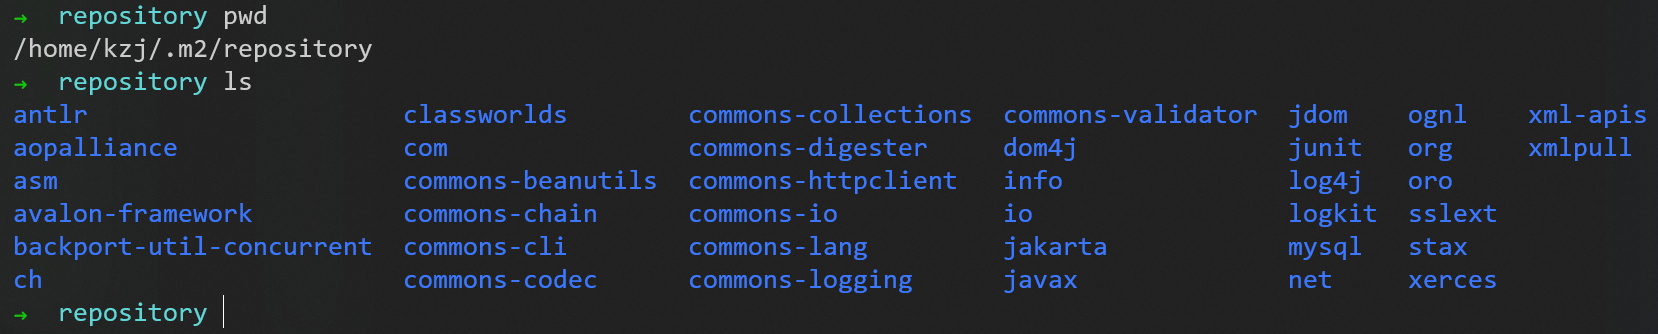 → repository pwd
/home/kzj/.m2/repository
→ repository ls
antlr classworlds commons-collections commons-validator jdom ognl xml-apis
aopalliance com commons-digester dom4j junit org xmlpull
asm commons-beanutils commons-httpclient info log4j oro
avalon-framework commons-chain commons-io io logkit sslext
backport-util-concurrent commons-cli commons-lang jakarta mysql stax
ch commons-codec commons-logging javax net xerces
→ repository